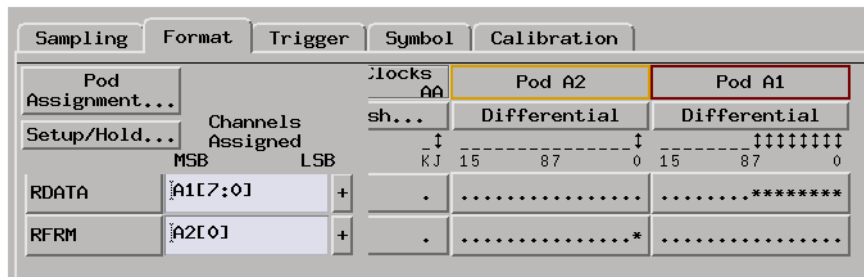 Sampling Format Trigger Symbol Calibration
Pod Assignment...
Clocks AA
Pod A2
Pod A1
Setup/Hold...
Channels Assigned
sh...
Differential
Differential
MSB LSB
KJ 15 87 0 15 87 0
RDATA A1[7:0] + . ................ ........********
RFRM A2[0] + . ...............* ................